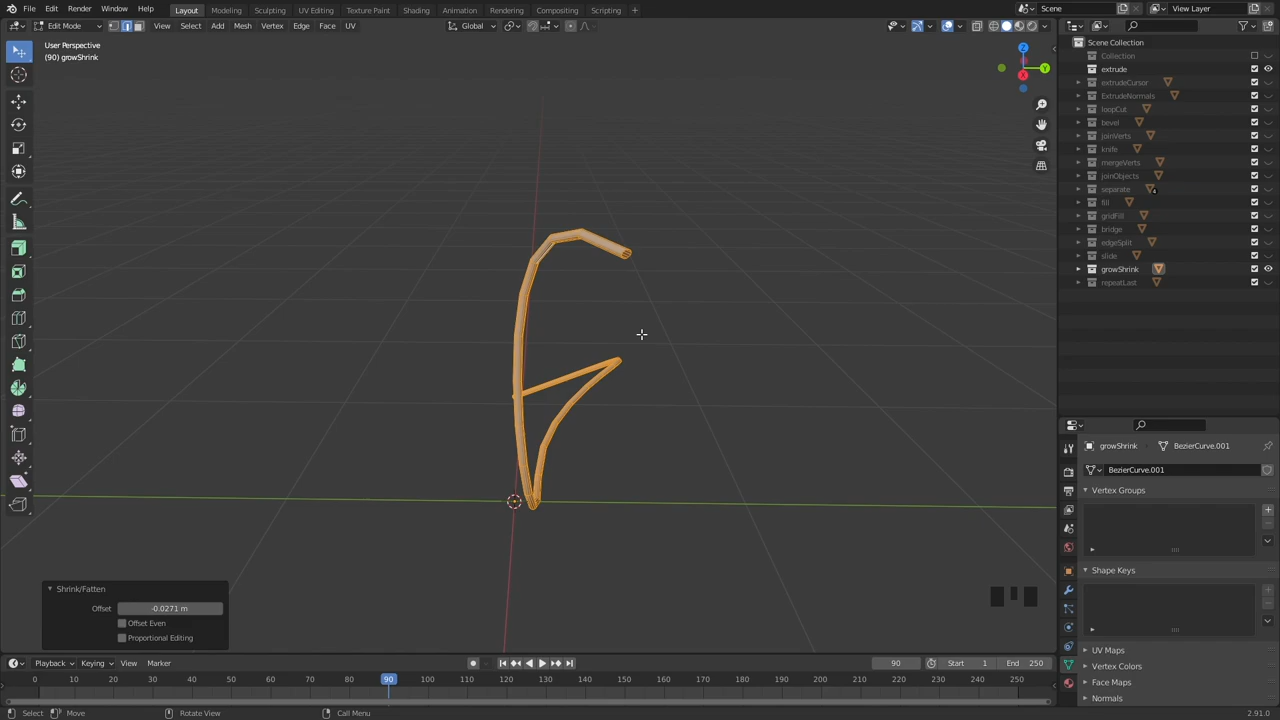 File Edit Render Window Help
Layout Modeling Sculpting UV Editing Texture Paint Shading Animation Rendering Compositing Scripting +
Scene
View Layer
Edit Mode
View Select Add Mesh Vertex Edge Face UV
Global
User Perspective
(90) growShrink
Z
Y
X
Scene Collection
Collection
extrude
extrudeCursor
ExtrudeNormals
loopCut
bevel
joinVerts
knife
mergeVerts
joinObjects
separate
4
fill
gridFill
bridge
edgeSplit
slide
growShrink
repeatLast
growShrink
BezierCurve.001
BezierCurve.001
Vertex Groups
Shape Keys
UV Maps
Vertex Colors
Face Maps
Normals
Shrink/Fatten
Offset -0.0271 m
Offset Even
Proportional Editing
Playback Keying View Marker
90
Start 1
End 250
0 10 20 30 40 50 60 70 80 90 100 110 120 130 140 150 160 170 180 190 200 210 220 230 240 250
Select Move Rotate View Call Menu
2.91.0